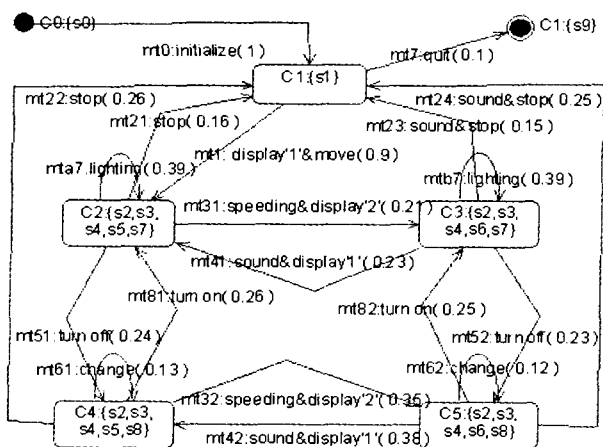 C0:{s0}
C1:{s9}
mt0:initialize( 1 )
mt7:quit( 0.1 )
C1:{s1}
mt22:stop( 0.26 )
mt24:sound&stop( 0.25 )
mt21:stop( 0.16 )
mt23:sound&stop( 0.15 )
mt1: display'1'&move( 0.9 )
mta7:lighting( 0.39 )
mtb7:lighting( 0.39 )
C2:{s2,s3,
s4,s5,s7}
mt31:speeding&display'2'( 0.21 )
C3:{s2,s3,
s4,s6,s7}
mt41:sound&display'1'( 0.23 )
mt81:turn on( 0.26 )
mt82:turn on( 0.25 )
mt51:turn off( 0.24 )
mt52:turn off( 0.23 )
mt61:change( 0.13 )
mt62:change( 0.12 )
C4:{s2,s3,
s4,s5,s8}
mt32:speeding&display'2'( 0.35 )
C5:{s2,s3,
s4,s6,s8}
mt42:sound&display'1'( 0.38 )